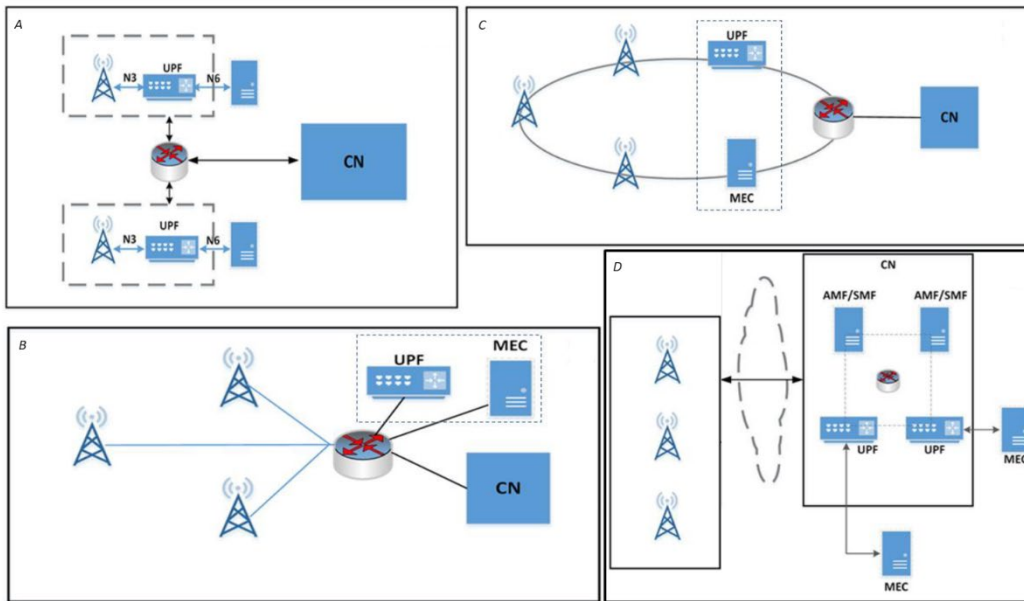 A
UPF
N3
N6
CN
UPF
N3
N6
B
UPF
MEC
CN
C
UPF
CN
MEC
D
CN
AMF/SMF
AMF/SMF
UPF
UPF
MEC
MEC